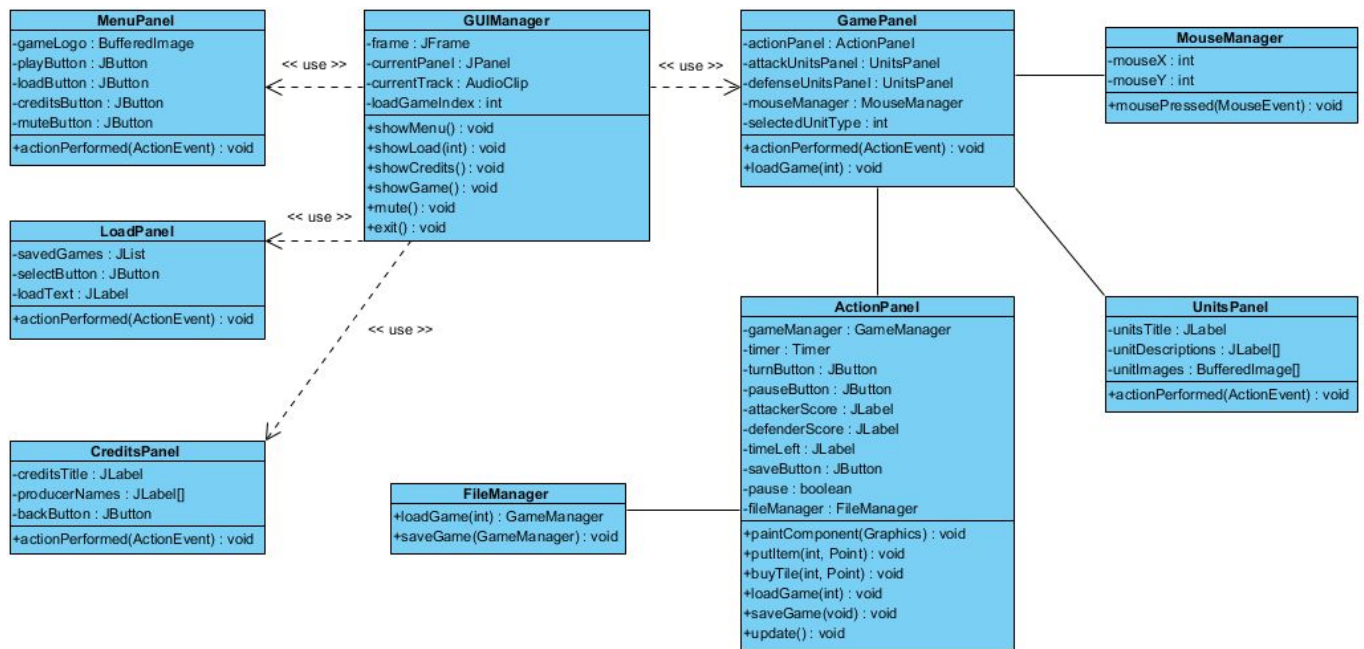 MenuPanel
-gameLogo : BufferedImage
-playButton : JButton
-loadButton : JButton
-creditsButton : JButton
-muteButton : JButton
+actionPerformed(ActionEvent) : void
<< use >>
GUIManager
-frame : JFrame
-currentPanel : JPanel
-currentTrack : AudioClip
-loadGameIndex : int
+showMenu() : void
+showLoad(int) : void
+showCredits() : void
+showGame() : void
+mute() : void
+exit() : void
<< use >>
GamePanel
-actionPanel : ActionPanel
-attackUnitsPanel : UnitsPanel
-defenseUnitsPanel : UnitsPanel
-mouseManager : MouseManager
-selectedUnitType : int
+actionPerformed(ActionEvent) : void
+loadGame(int) : void
MouseManager
-mouseX : int
-mouseY : int
+mousePressed(MouseEvent) : void
<< use >>
LoadPanel
-savedGames : JList
-selectButton : JButton
-loadText : JLabel
+actionPerformed(ActionEvent) : void
<< use >>
ActionPanel
-gameManager : GameManager
-timer : Timer
-turnButton : JButton
-pauseButton : JButton
-attackerScore : JLabel
-defenderScore : JLabel
-timeLeft : JLabel
-saveButton : JButton
-pause : boolean
-fileManager : FileManager
+paintComponent(Graphics) : void
+putItem(int, Point) : void
+buyTile(int, Point) : void
+loadGame(int) : void
+saveGame(void) : void
+update() : void
UnitsPanel
-unitsTitle : JLabel
-unitDescriptions : JLabel[]
-unitImages : BufferedImage[]
+actionPerformed(ActionEvent) : void
CreditsPanel
-creditsTitle : JLabel
-producerNames : JLabel[]
-backButton : JButton
+actionPerformed(ActionEvent) : void
FileManager
+loadGame(int) : GameManager
+saveGame(GameManager) : void